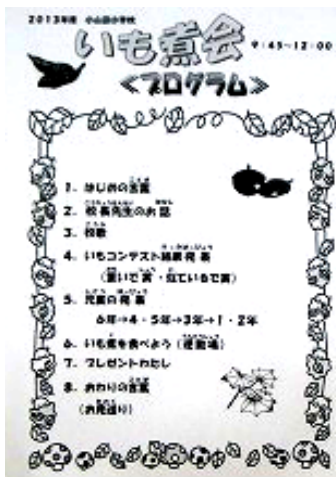 2013年度 小山田小学校
いも煮会 9:45~12:00
≪プログラム≫
1. はじめの言葉
2. 校長先生のお話
3. 校歌
4. いもコンテスト結果発表
(重いで賞・似ているで賞)
5. 児童の発表
6年→4・5年→3年→1・2年
6. いも煮を食べよう(運動場)
7. プレゼントわたし
8. おわりの言葉
(お見送り)